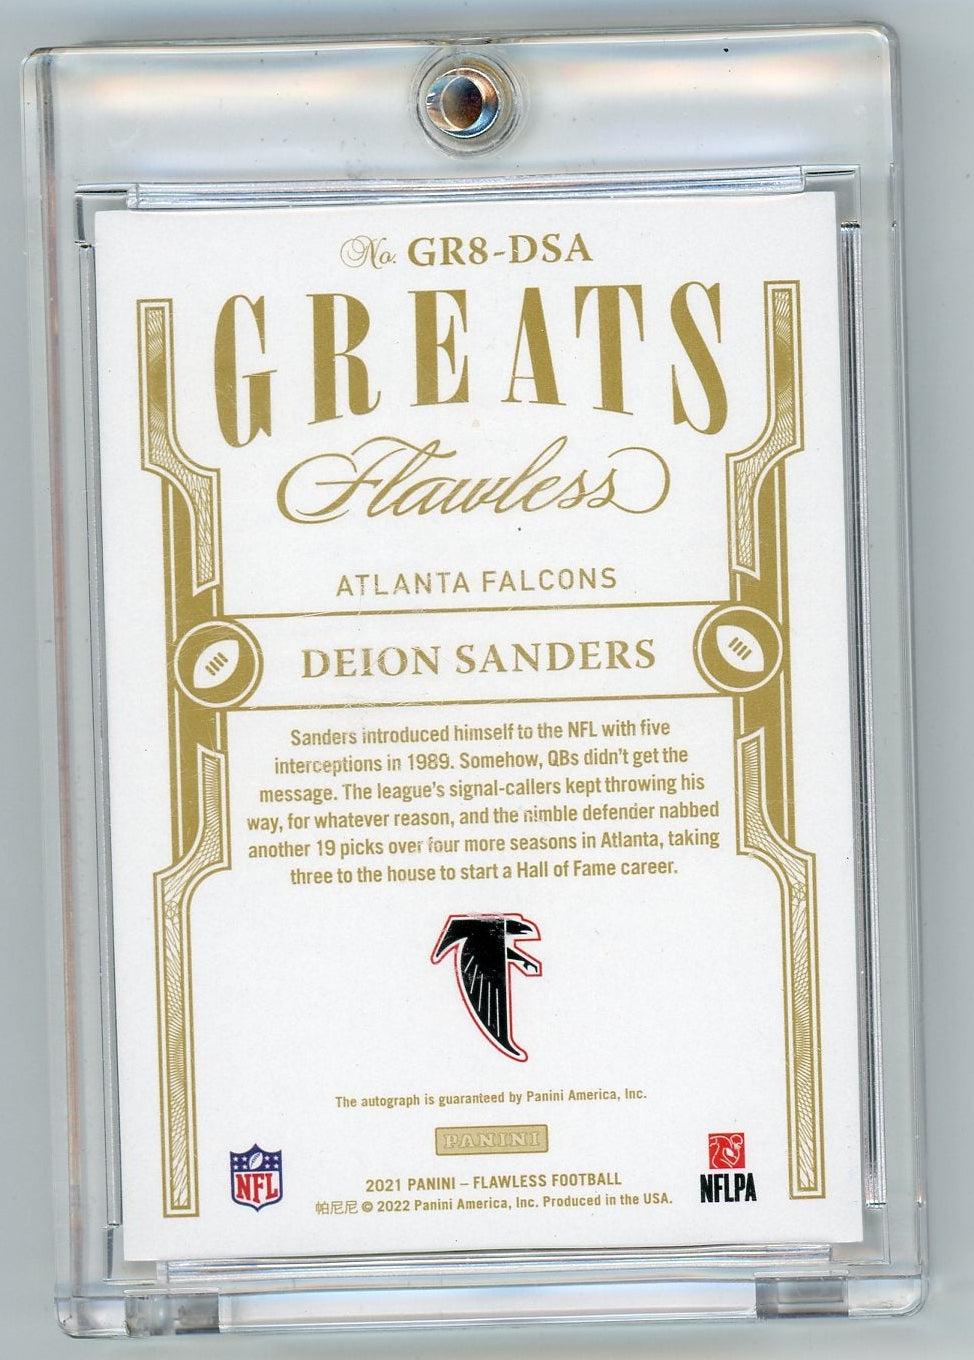 No. GR8-DSA
GREATS
Flawless
ATLANTA FALCONS
DEION SANDERS
Sanders introduced himself to the NFL with five
interceptions in 1989. Somehow, QBs didn't get the
message. The league's signal-callers kept throwing his
way, for whatever reason, and the nimble defender nabbed
another 19 picks over four more seasons in Atlanta, taking
three to the house to start a Hall of Fame career.
The autograph is guaranteed by Panini America, Inc.
PANINI
NFL
2021 PANINI – FLAWLESS FOOTBALL
帕尼尼 © 2022 Panini America, Inc. Produced in the USA.
NFLPA